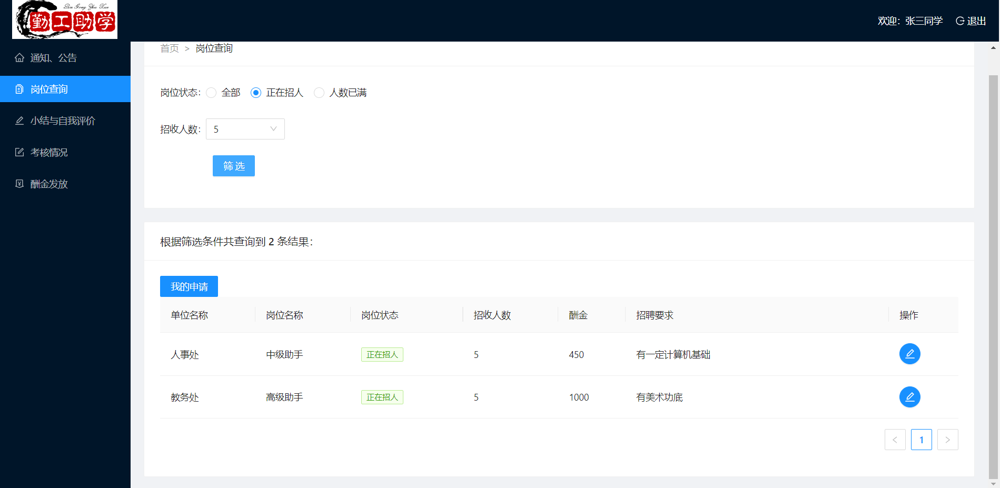 Qin Gong Zhu Xue
勤工助学
欢迎：张三同学 退出
通知、公告
岗位查询
小结与自我评价
考核情况
酬金发放
首页 > 岗位查询
岗位状态： 全部 正在招人 人数已满
招收人数： 5
筛 选
根据筛选条件共查询到 2 条结果：
我的申请
单位名称 岗位名称 岗位状态 招收人数 酬金 招聘要求 操作
人事处 中级助手 正在招人 5 450 有一定计算机基础
教务处 高级助手 正在招人 5 1000 有美术功底
< 1 >